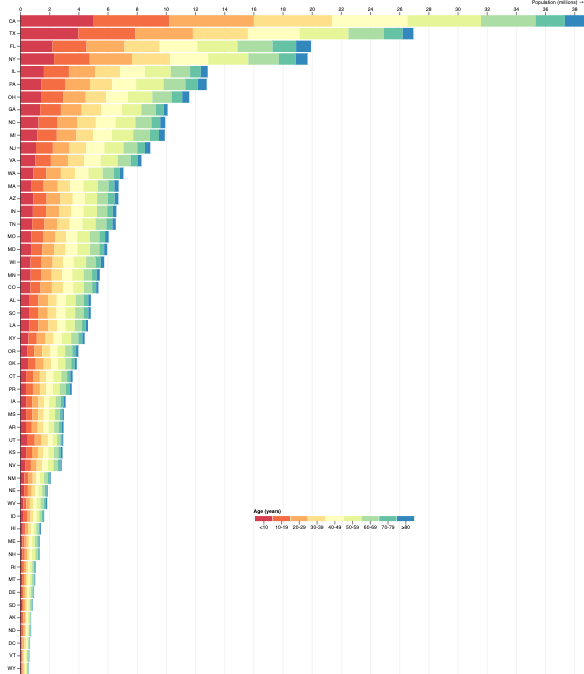 Population (millions) →
0 2 4 6 8 10 12 14 16 18 20 22 24 26 28 30 32 34 36 38
CA
TX
FL
NY
IL
PA
OH
GA
NC
MI
NJ
VA
WA
MA
AZ
IN
TN
MO
MD
WI
MN
CO
AL
SC
LA
KY
OR
OK
CT
PR
IA
MS
AR
UT
KS
NV
NM
NE
WV
ID
HI
ME
NH
RI
MT
DE
SD
AK
ND
DC
VT
WY
Age (years)
<10 10-19 20-29 30-39 40-49 50-59 60-69 70-79 ≥80